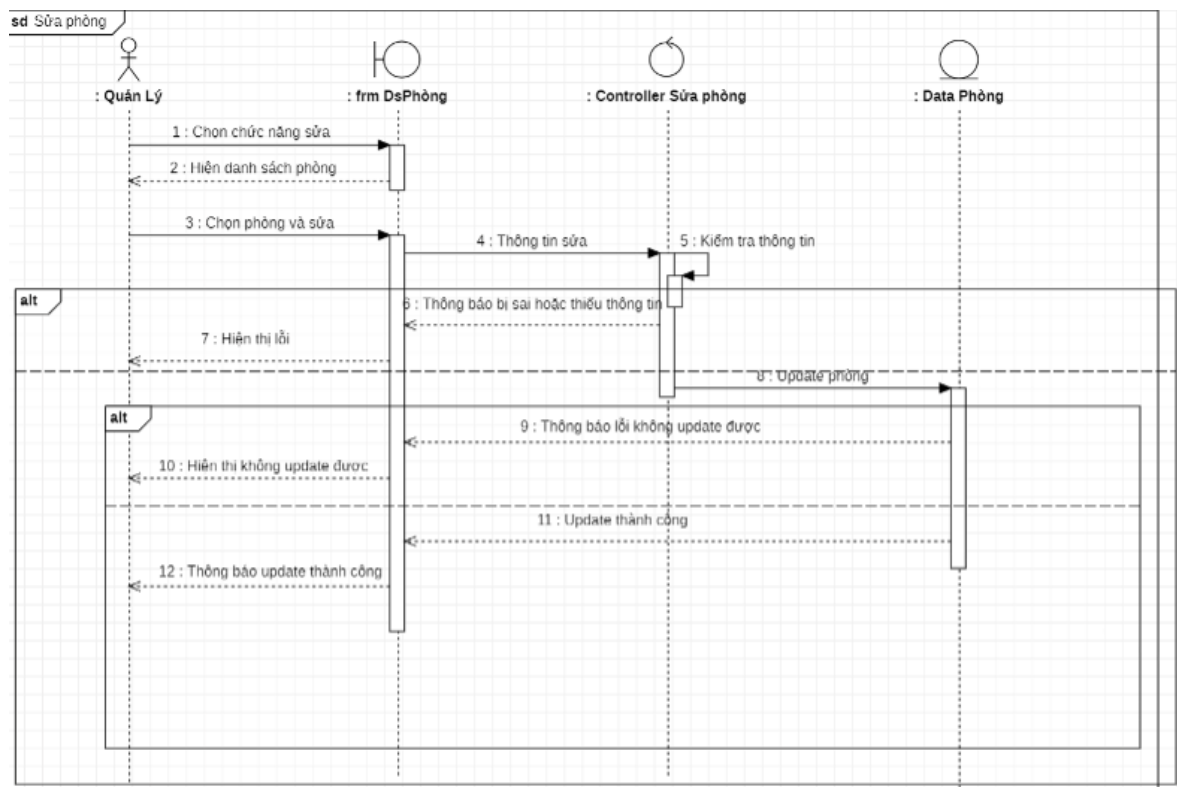 sd Sửa phòng
: Quản Lý
: frm DsPhòng
: Controller Sửa phòng
: Data Phòng
1 : Chọn chức năng sửa
2 : Hiện danh sách phòng
3 : Chọn phòng và sửa
4 : Thông tin sửa
5 : Kiểm tra thông tin
alt
6 : Thông báo bị sai hoặc thiếu thông tin
7 : Hiện thị lỗi
8 : Update phòng
alt
9 : Thông báo lỗi không update được
10 : Hiện thị không update được
11 : Update thành công
12 : Thông báo update thành công